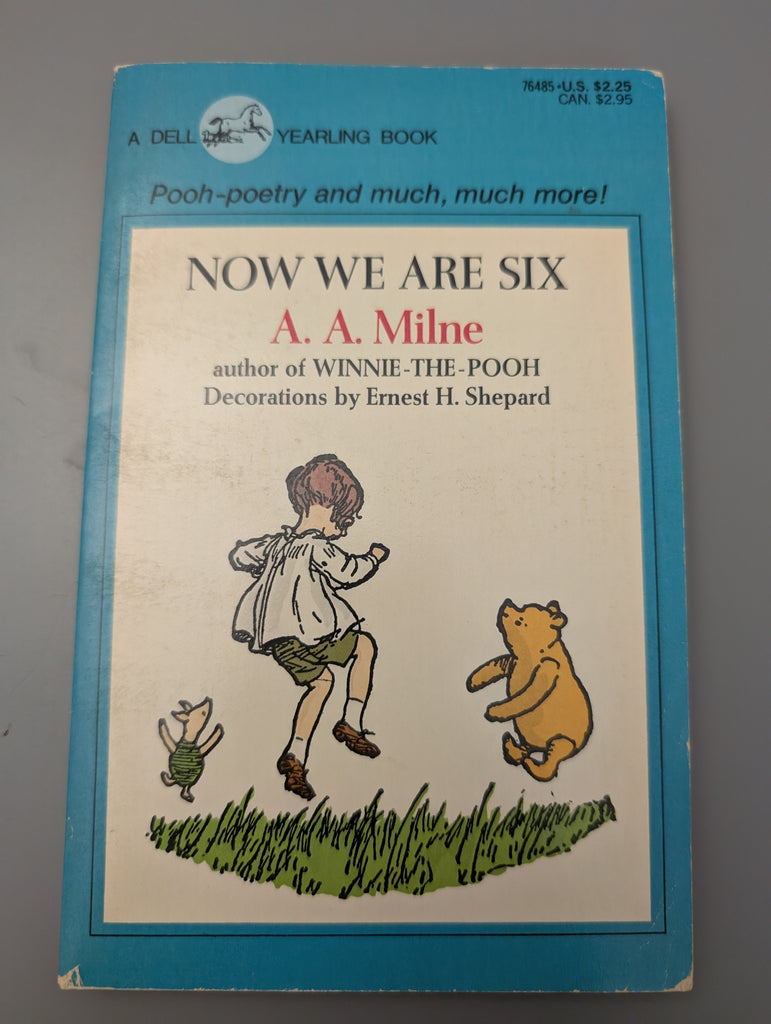 76485•U.S. $2.25
CAN. $2.95
A DELL YEARLING BOOK
Pooh-poetry and much, much more!
NOW WE ARE SIX
A. A. Milne
author of WINNIE-THE-POOH
Decorations by Ernest H. Shepard